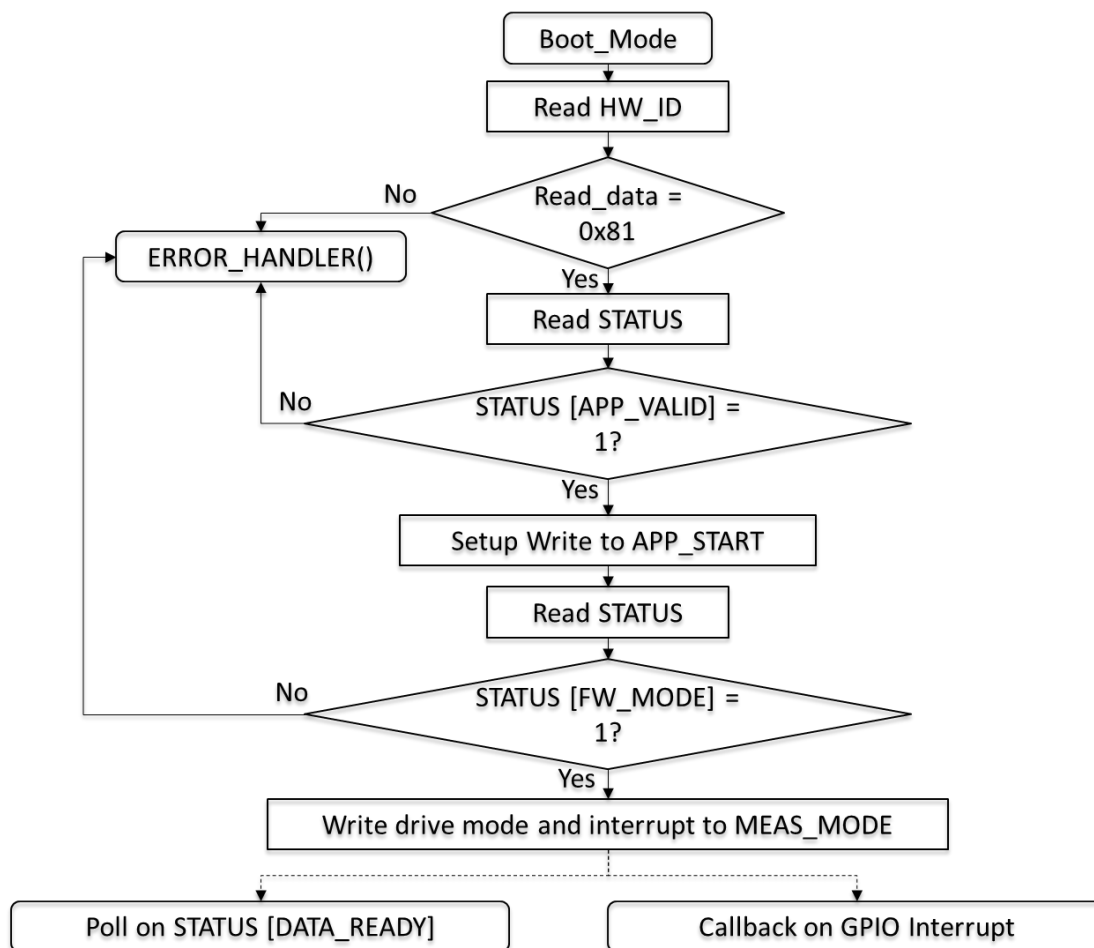 Boot_Mode
Read HW_ID
Read_data =
0x81
No
ERROR_HANDLER()
Yes
Read STATUS
STATUS [APP_VALID] =
1?
No
Yes
Setup Write to APP_START
Read STATUS
STATUS [FW_MODE] =
1?
No
Yes
Write drive mode and interrupt to MEAS_MODE
Poll on STATUS [DATA_READY]
Callback on GPIO Interrupt